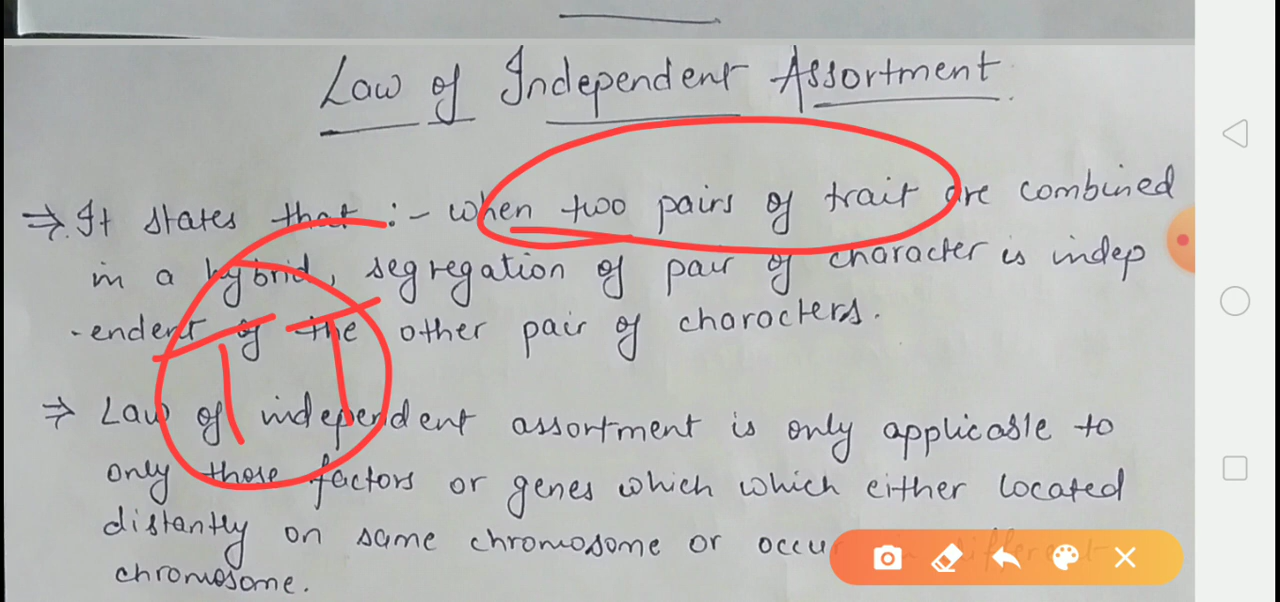 Law of Independent Assortment
⇒ It states that :- when two pairs of trait are combined
in a hybrid, segregation of pair of character is indep
-endent of the other pair of characters.
⇒ Law of independent assortment is only applicable to
only those factors or genes which which either located
distantly on same chromosome or occur different
chromosome.